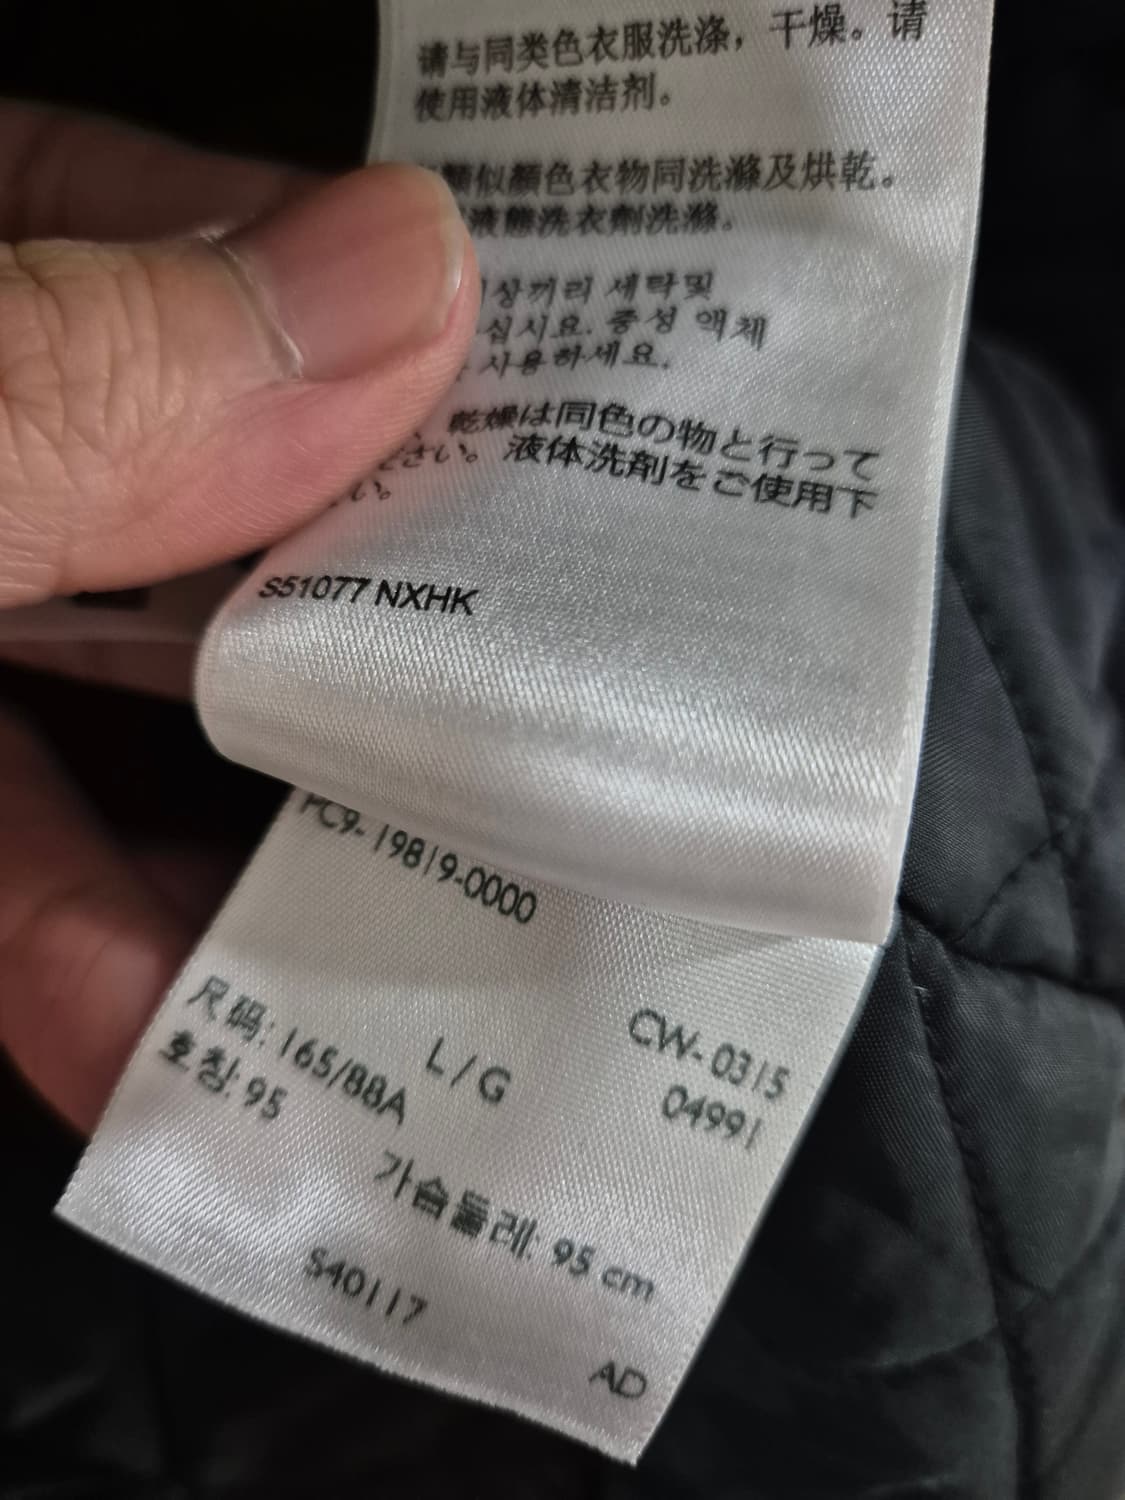 请与同类色衣服洗涤，干燥。请
使用液体清洁剂。
類似顏色衣物同洗滌及烘乾。
液態洗衣劑洗滌。
상끼리 세탁및
십시요. 중성 액체
사용하세요.
乾燥は同色の物と行って
ださい。液体洗剤をご使用下
い。
S51077 NXHK
PC9-19819-0000
CW-0315
04991
L / G
尺码: 165/88A
호칭: 95
가슴둘레: 95 cm
S40117
AD